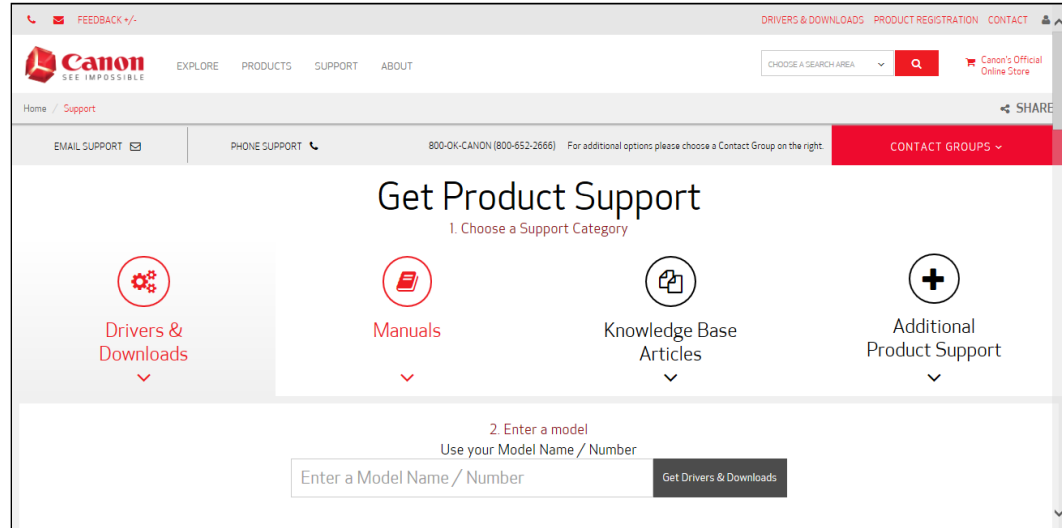 FEEDBACK +/-
DRIVERS & DOWNLOADS PRODUCT REGISTRATION CONTACT
Canon
SEE IMPOSSIBLE
EXPLORE PRODUCTS SUPPORT ABOUT
CHOOSE A SEARCH AREA
Canon's Official
Online Store
Home / Support
SHARE
EMAIL SUPPORT
PHONE SUPPORT
800-OK-CANON (800-652-2666) For additional options please choose a Contact Group on the right.
CONTACT GROUPS
Get Product Support
1. Choose a Support Category
Drivers &
Downloads
Manuals
Knowledge Base
Articles
Additional
Product Support
2. Enter a model
Use your Model Name / Number
Enter a Model Name / Number
Get Drivers & Downloads